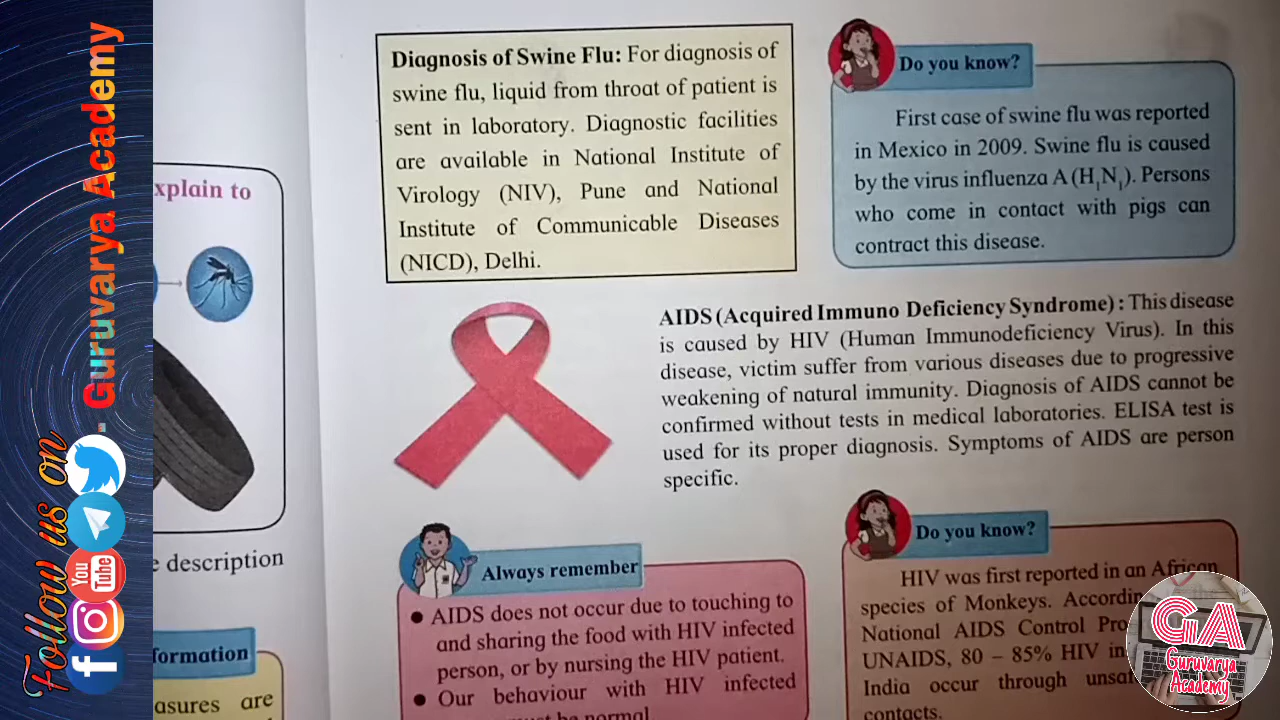 Follow us on - Guruvarya Academy
You
Tube
xplain to
e description
formation
asures are
Diagnosis of Swine Flu: For diagnosis of
swine flu, liquid from throat of patient is
sent in laboratory. Diagnostic facilities
are available in National Institute of
Virology (NIV), Pune and National
Institute of Communicable Diseases
(NICD), Delhi.
Do you know?
First case of swine flu was reported
in Mexico in 2009. Swine flu is caused
by the virus influenza A (H₁N₁). Persons
who come in contact with pigs can
contract this disease.
AIDS (Acquired Immuno Deficiency Syndrome) : This disease
is caused by HIV (Human Immunodeficiency Virus). In this
disease, victim suffer from various diseases due to progressive
weakening of natural immunity. Diagnosis of AIDS cannot be
confirmed without tests in medical laboratories. ELISA test is
used for its proper diagnosis. Symptoms of AIDS are person
specific.
Always remember
● AIDS does not occur due to touching to
and sharing the food with HIV infected
person, or by nursing the HIV patient.
● Our behaviour with HIV infected
must be normal.
Do you know?
HIV was first reported in an African
species of Monkeys. Accordin
National AIDS Control Pro
UNAIDS, 80 – 85% HIV in
India occur through unsa
contacts.
GA
Guruvarya
Academy